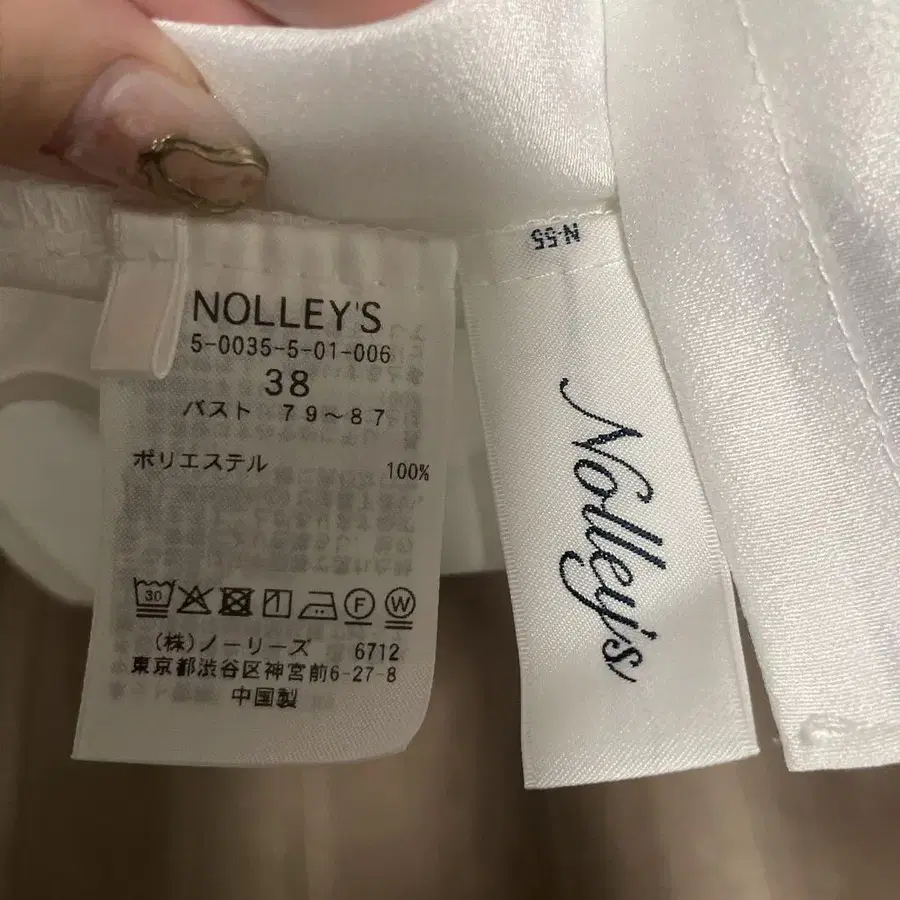 NOLLEY'S
5-0035-5-01-006
38
バスト 79～87
ポリエステル 100%
30
F
W
(株)ノーリーズ 6712
東京都渋谷区神宮前6-27-8
中国製
N-55
Nolley's